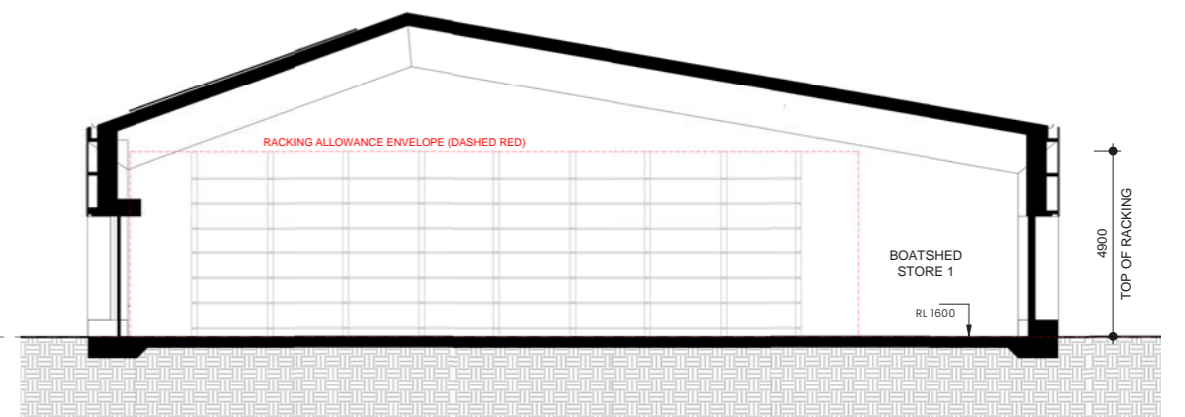 RACKING ALLOWANCE ENVELOPE (DASHED RED)
BOATSHED
STORE 1
RL 1600
4900
TOP OF RACKING